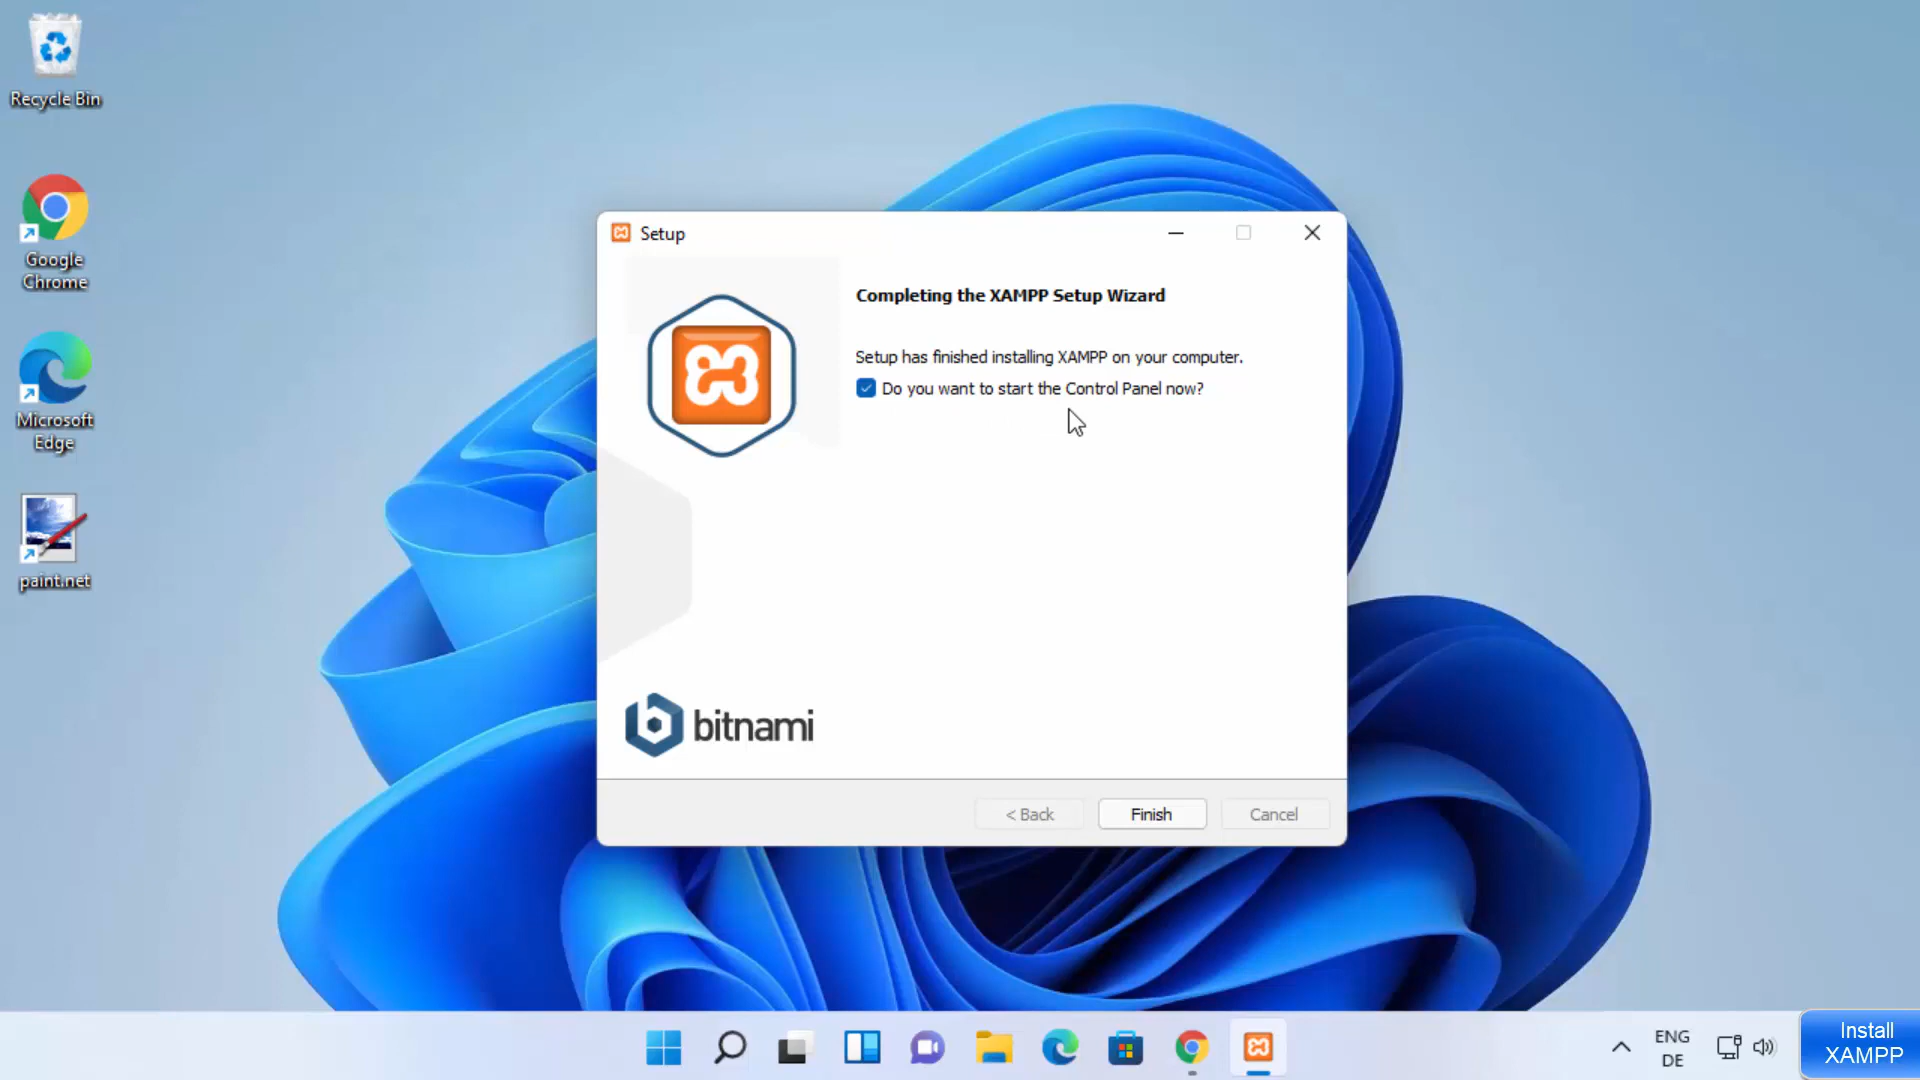 Recycle Bin
Google
Chrome
Microsoft
Edge
paint.net
Setup
Completing the XAMPP Setup Wizard
Setup has finished installing XAMPP on your computer.
Do you want to start the Control Panel now?
bitnami
< Back
Finish
Cancel
ENG
DE
Install
XAMPP